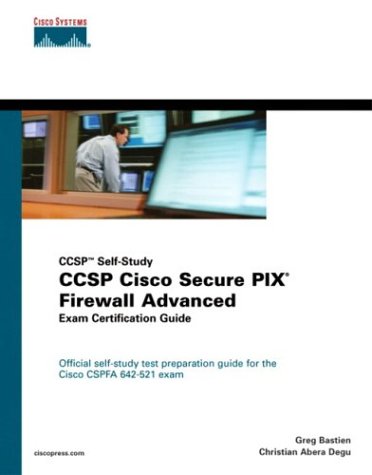 CISCO SYSTEMS
CCSP™ Self-Study
CCSP Cisco Secure PIX®
Firewall Advanced
Exam Certification Guide
Official self-study test preparation guide for the
Cisco CSPFA 642-521 exam
Greg Bastien
ciscopress.com
Christian Abera Degu